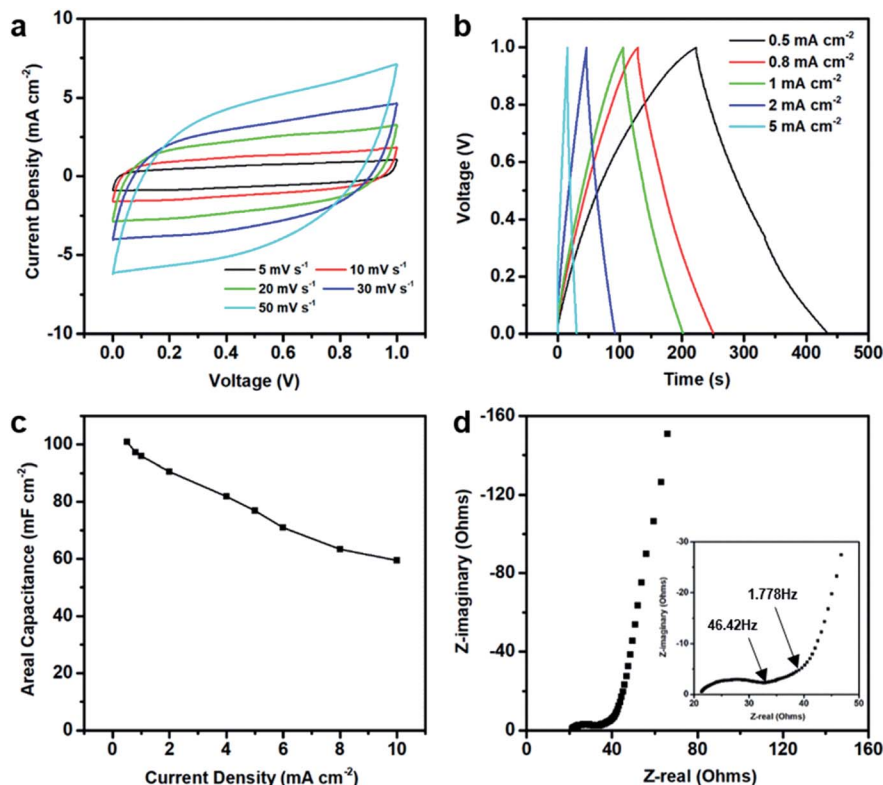 a
Current Density (mA cm⁻²)
10
5
0
-5
-10
5 mV s⁻¹ 10 mV s⁻¹
20 mV s⁻¹ 30 mV s⁻¹
50 mV s⁻¹
0.0 0.2 0.4 0.6 0.8 1.0
Voltage (V)
b
Voltage (V)
1.0
0.8
0.6
0.4
0.2
0.0
0.5 mA cm⁻²
0.8 mA cm⁻²
1 mA cm⁻²
2 mA cm⁻²
5 mA cm⁻²
0 100 200 300 400 500
Time (s)
c
Areal Capacitance (mF cm⁻²)
100
80
60
40
20
0
0 2 4 6 8 10
Current Density (mA cm⁻²)
d
Z-imaginary (Ohms)
-160
-120
-80
-40
0
0 40 80 120 160
Z-real (Ohms)
Z-imaginary (Ohms)
-30
-20
-10
0
1.778Hz
46.42Hz
20 30 40 50
Z-real (Ohms)